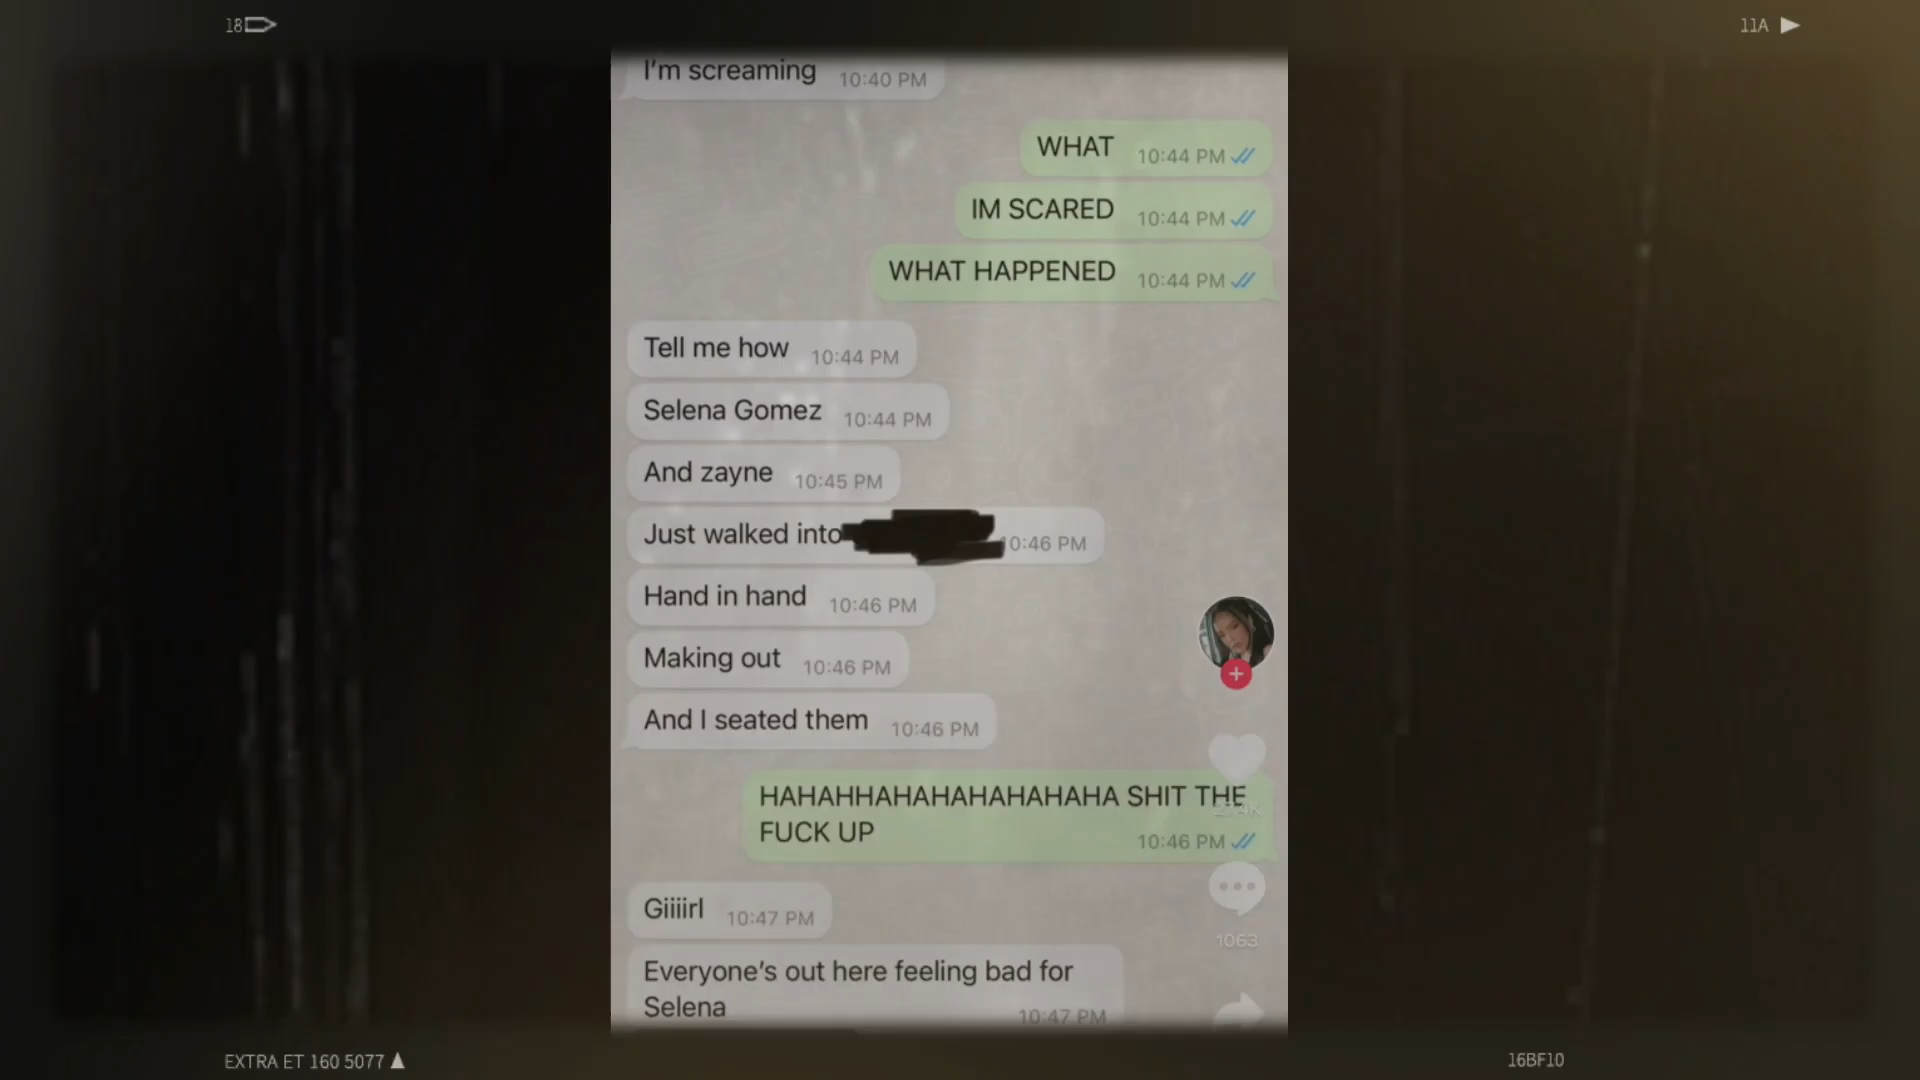 18
11A
I'm screaming 10:40 PM
WHAT 10:44 PM
IM SCARED 10:44 PM
WHAT HAPPENED 10:44 PM
Tell me how 10:44 PM
Selena Gomez 10:44 PM
And zayne 10:45 PM
Just walked into 0:46 PM
Hand in hand 10:46 PM
Making out 10:46 PM
And I seated them 10:46 PM
HAHAHHAHAHAHAHAHAHA SHIT THE
FUCK UP 10:46 PM
Giiiirl 10:47 PM
1063
Everyone's out here feeling bad for
Selena 10:47 PM
EXTRA ET 160 5077
16BF10